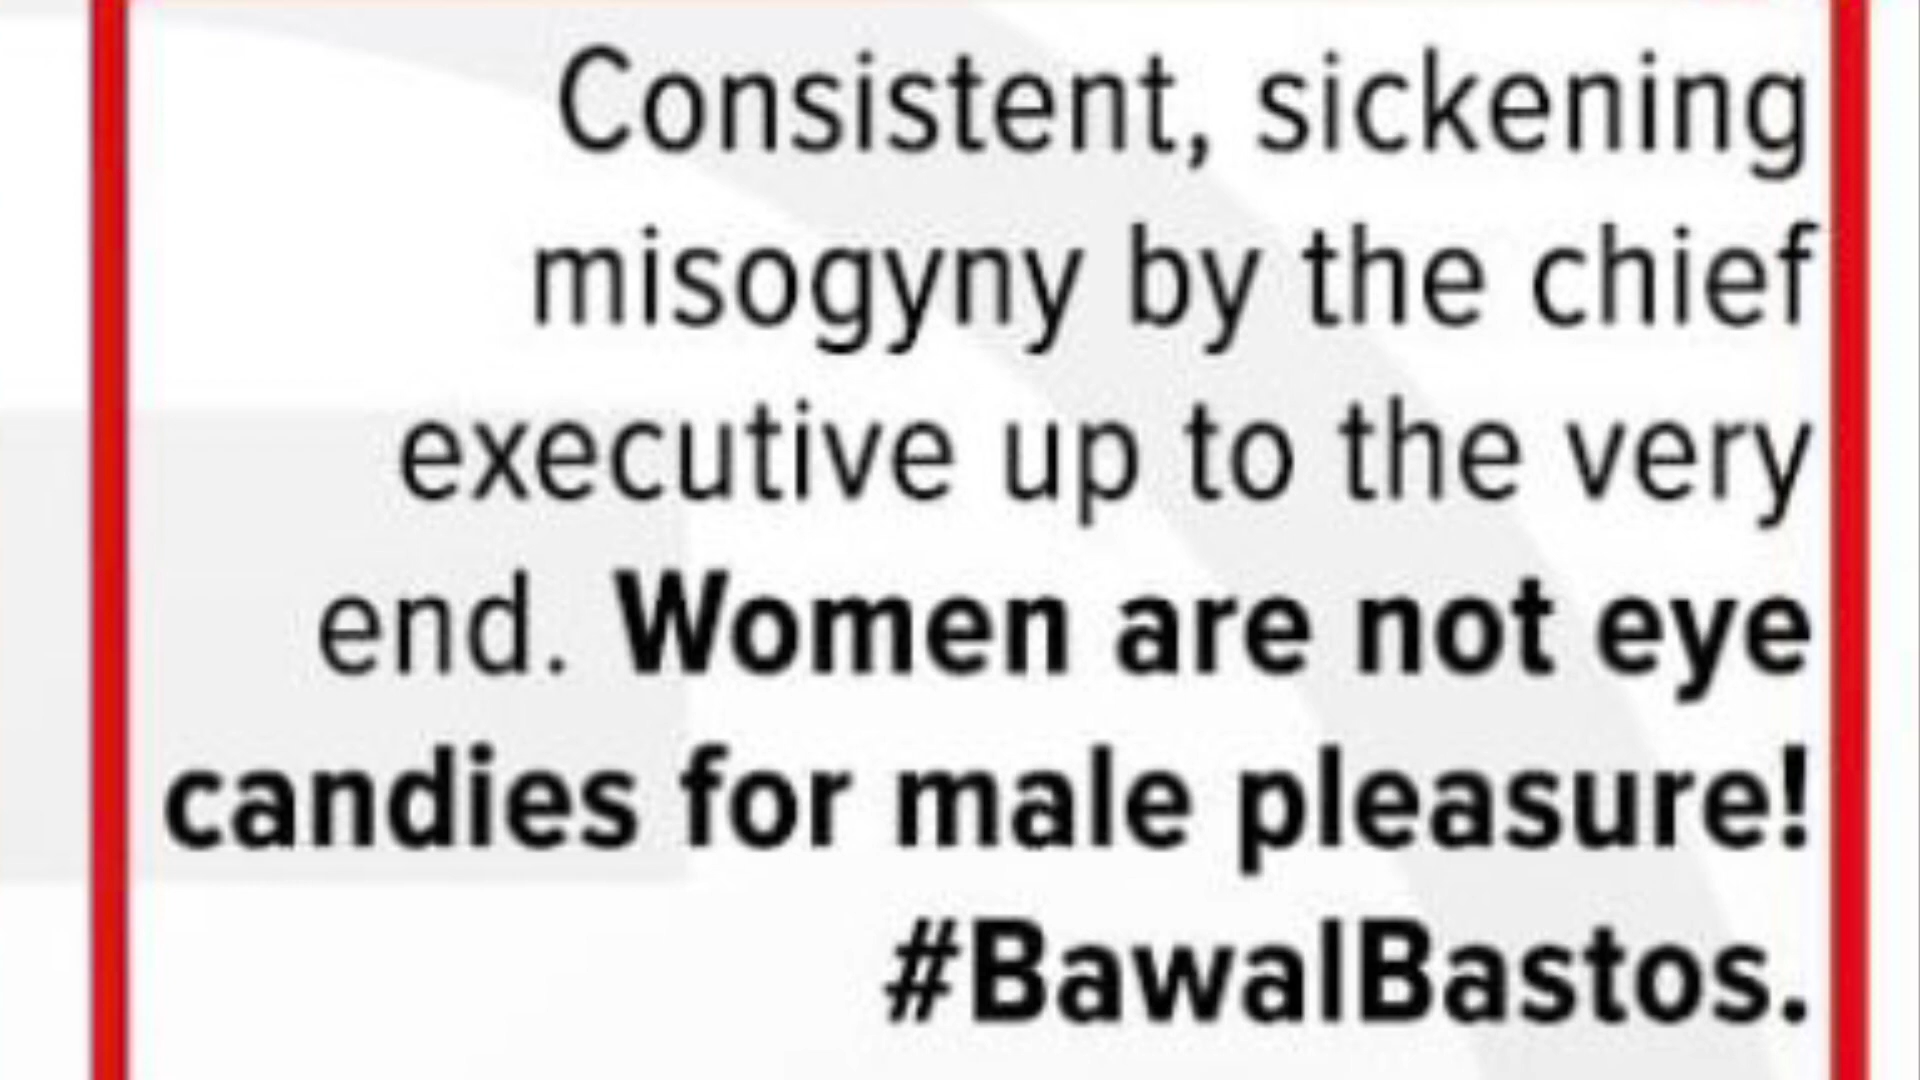 Consistent, sickening
misogyny by the chief
executive up to the very
end. Women are not eye
candies for male pleasure!
#BawalBastos.